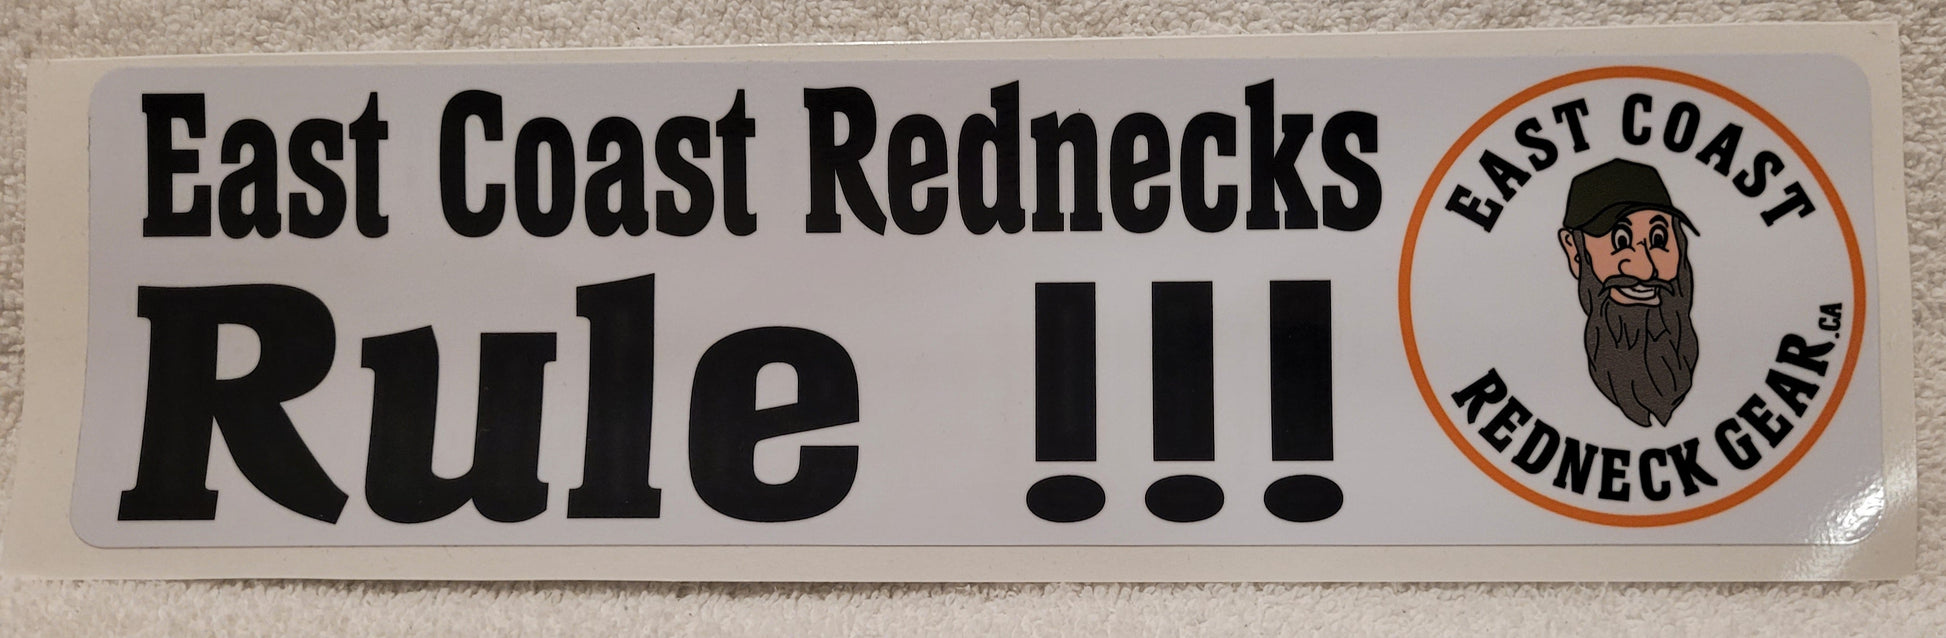 East Coast Rednecks
Rule !!!
EAST COAST
REDNECK GEAR.CA